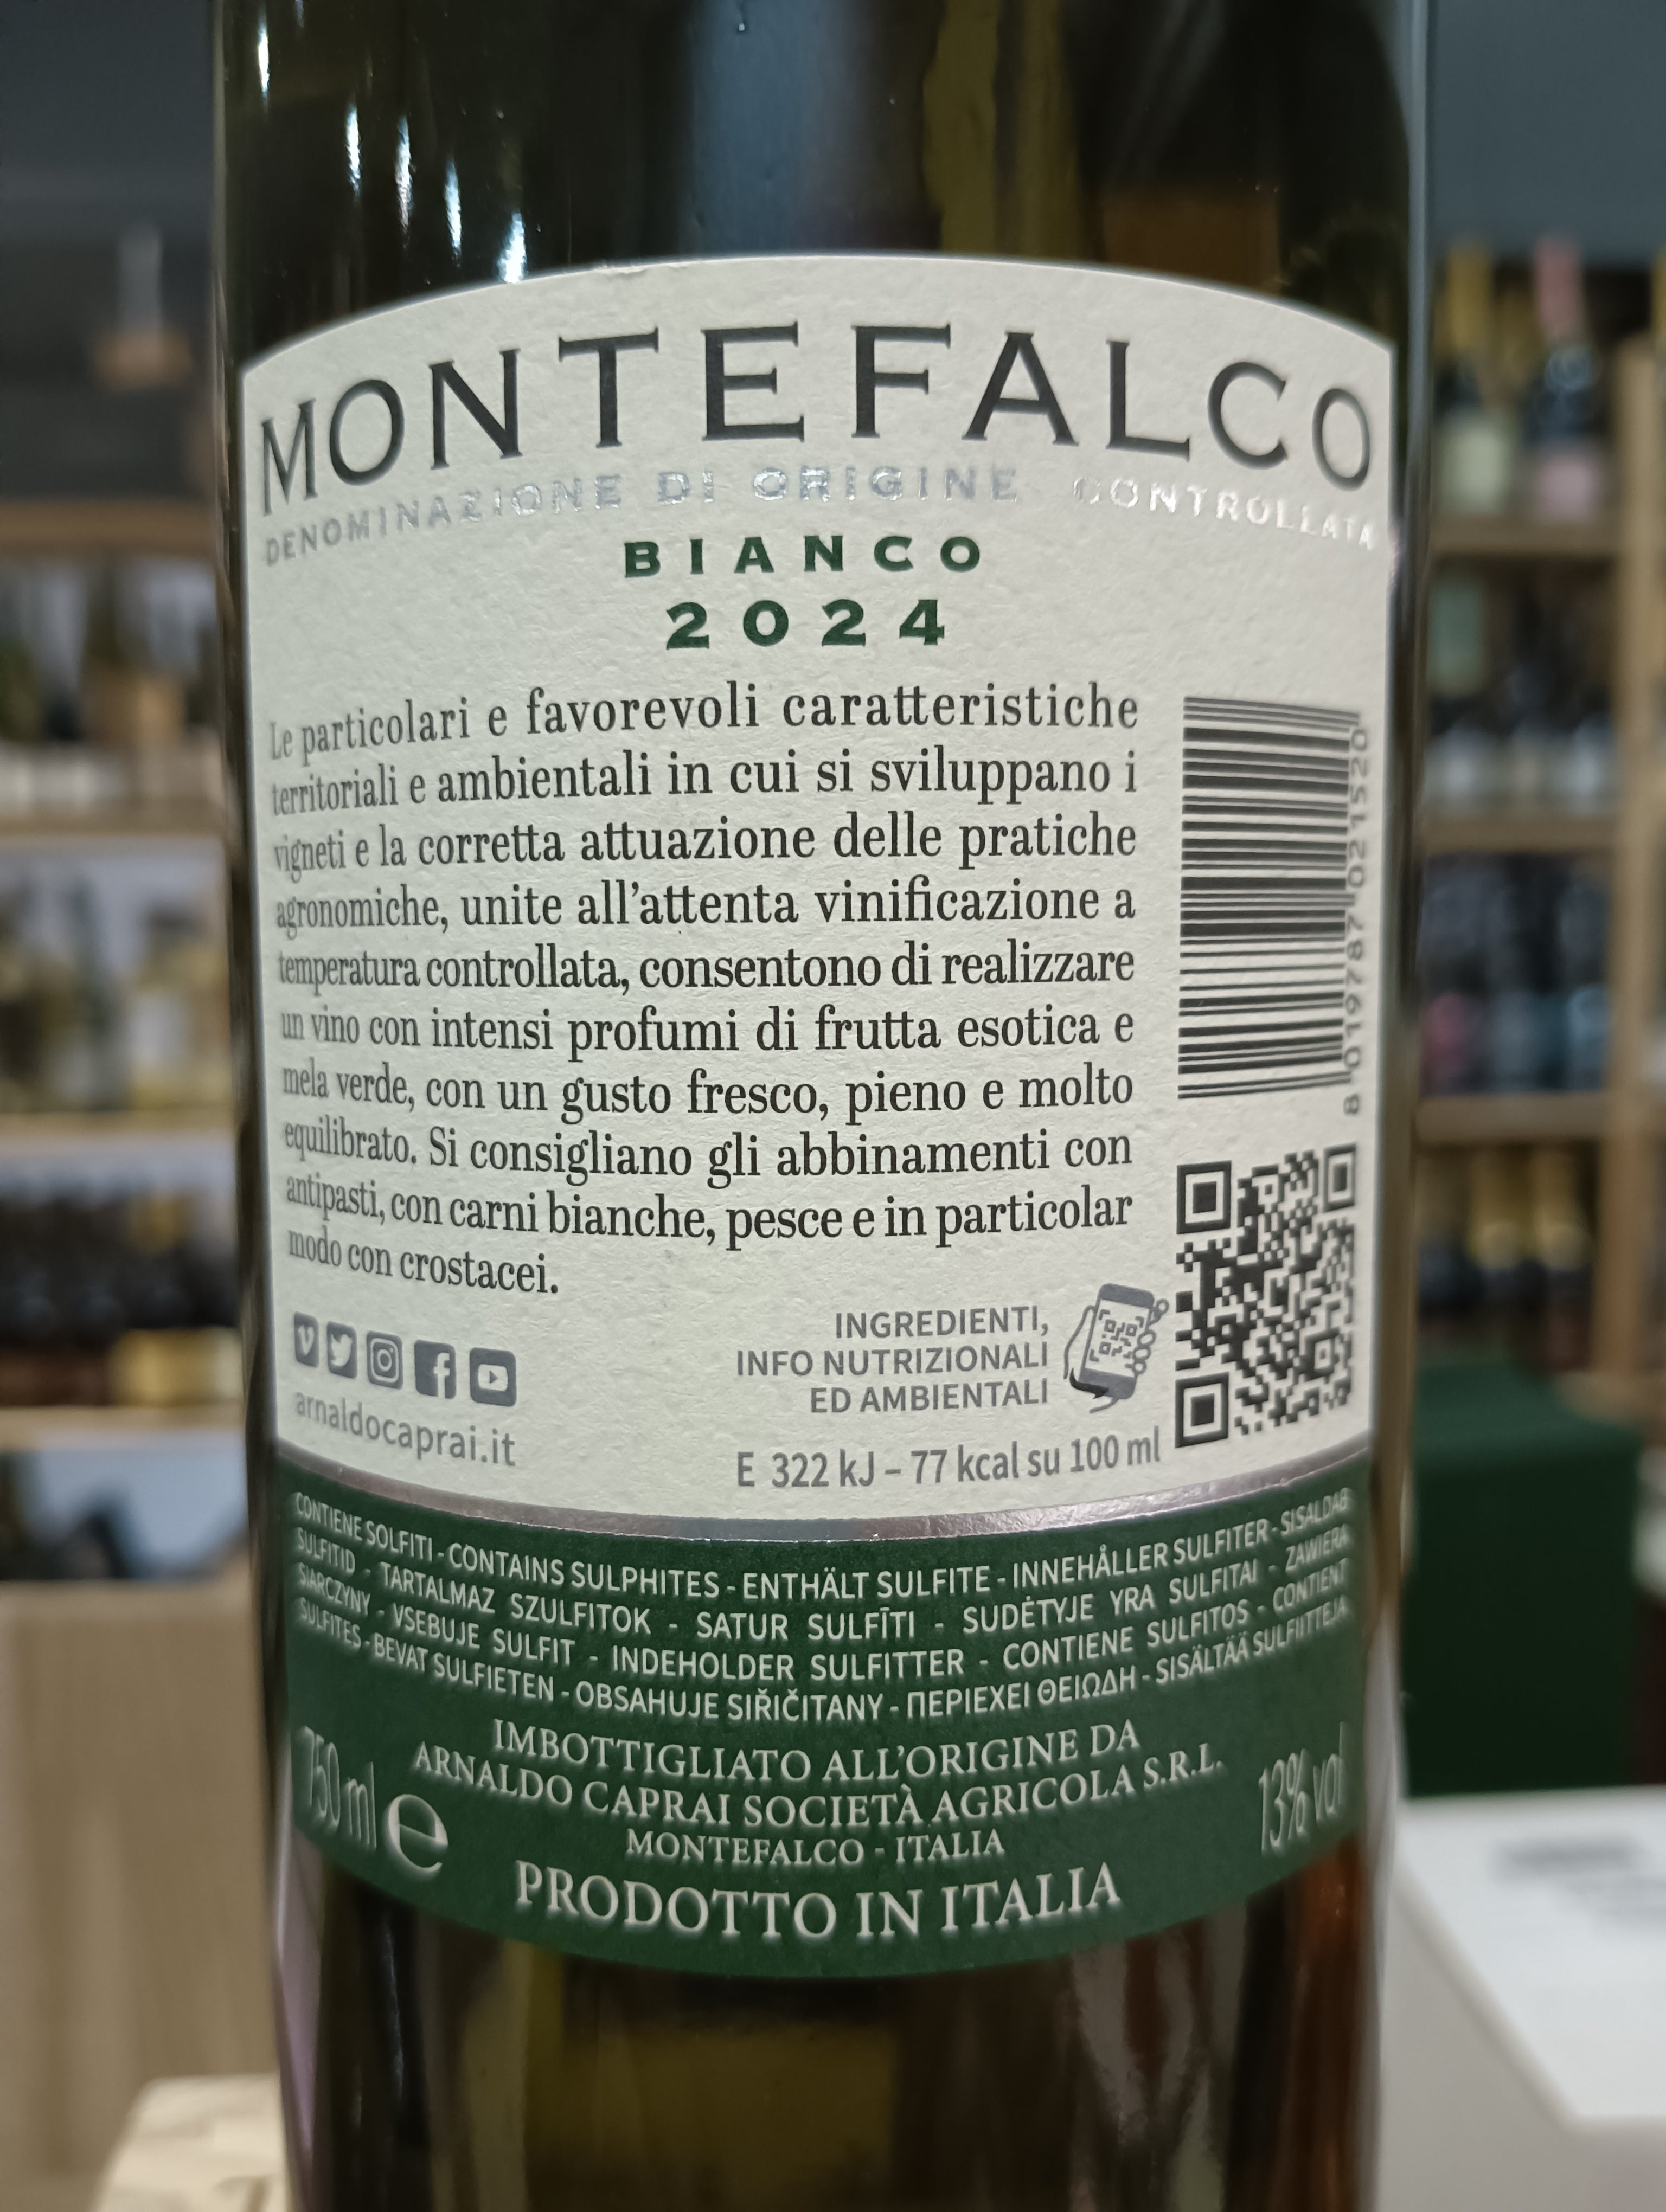 MONTEFALCO
DENOMINAZIONE DI ORIGINE CONTROLLATA
BIANCO
2024
Le particolari e favorevoli caratteristiche
territoriali e ambientali in cui si sviluppano i
vigneti e la corretta attuazione delle pratiche
agronomiche, unite all'attenta vinificazione a
temperatura controllata, consentono di realizzare
un vino con intensi profumi di frutta esotica e
mela verde, con un gusto fresco, pieno e molto
equilibrato. Si consigliano gli abbinamenti con
antipasti, con carni bianche, pesce e in particolar
modo con crostacei.
8 019787 021520
arnaldocaprai.it
INGREDIENTI,
INFO NUTRIZIONALI
ED AMBIENTALI
E 322 kJ – 77 kcal su 100 ml
CONTIENE SOLFITI - CONTAINS SULPHITES - ENTHÄLT SULFITE - INNEHÅLLER SULFITER - SISALDAB
SULFITID - TARTALMAZ SZULFITOK - SATUR SULFĪTI - SUDĖTYJE YRA SULFITAI - ZAWIERA
SIARCZYNY - VSEBUJE SULFIT - INDEHOLDER SULFITTER - CONTIENE SULFITOS - CONTIENT
SULFITES - BEVAT SULFIETEN - OBSAHUJE SIŘIČITANY - ΠΕΡΙΕΧΕΙ ΘΕΙΩΔΗ - SISÄLTÄÄ SULFIITTEJA
IMBOTTIGLIATO ALL'ORIGINE DA
ARNALDO CAPRAI SOCIETÀ AGRICOLA S.R.L.
MONTEFALCO - ITALIA
750 ml e
13% vol
PRODOTTO IN ITALIA